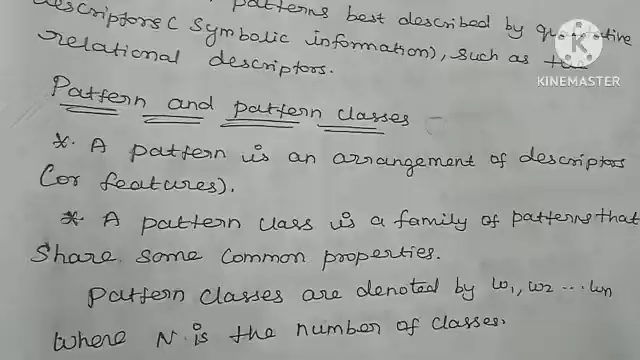 patterns best described by
descriptors ( symbolic information), such as the
relational descriptors.
KINEMASTER
Pattern and pattern classes
*. A pattern is an arrangement of descriptors
(or features).
*. A pattern class is a family of patterns that
share some common properties.
Pattern classes are denoted by ω1, ω2 ... ωn
where N is the number of classes.